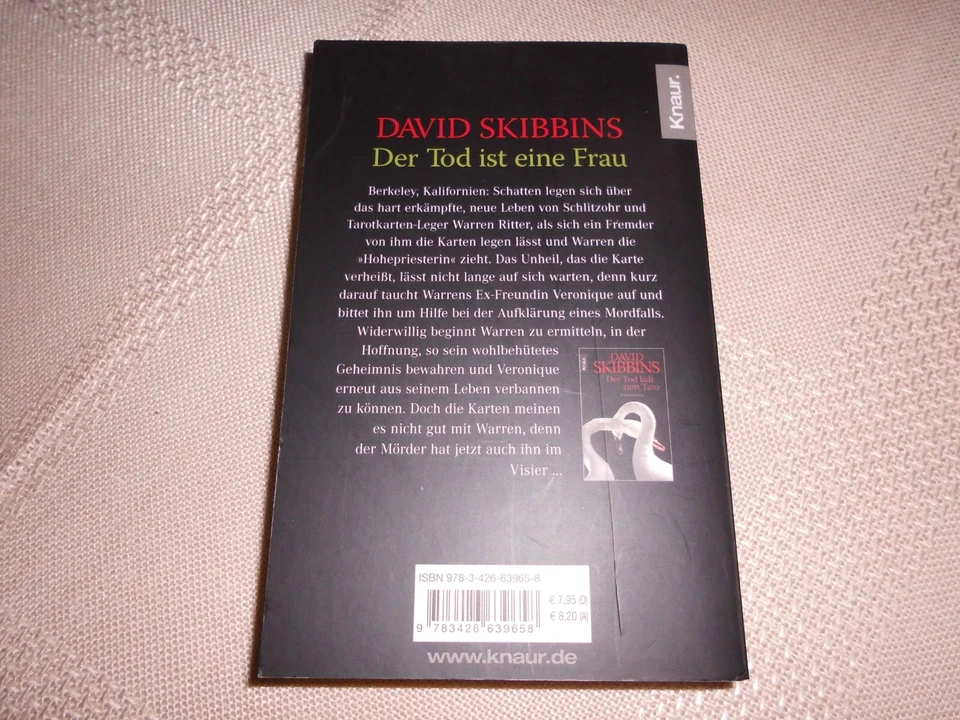 Knaur.
DAVID SKIBBINS
Der Tod ist eine Frau
Berkeley, Kalifornien: Schatten legen sich über
das hart erkämpfte, neue Leben von Schlitzohr und
Tarotkarten-Leger Warren Ritter, als sich ein Fremder
von ihm die Karten legen lässt und Warren die
»Hohepriesterin« zieht. Das Unheil, das die Karte
verheißt, lässt nicht lange auf sich warten, denn kurz
darauf taucht Warrens Ex-Freundin Veronique auf und
bittet ihn um Hilfe bei der Aufklärung eines Mordfalls.
Widerwillig beginnt Warren zu ermitteln, in der
Hoffnung, so sein wohlbehütetes
Geheimnis bewahren und Veronique
erneut aus seinem Leben verbannen
zu können. Doch die Karten meinen
es nicht gut mit Warren, denn
der Mörder hat jetzt auch ihn im
Visier ...
Knaur
DAVID
SKIBBINS
Der Tod lädt
zum Tanz
ISBN 978-3-426-63965-8
€ 7,95 (D)
€ 8,20 (A)
9 783426 639658
www.knaur.de